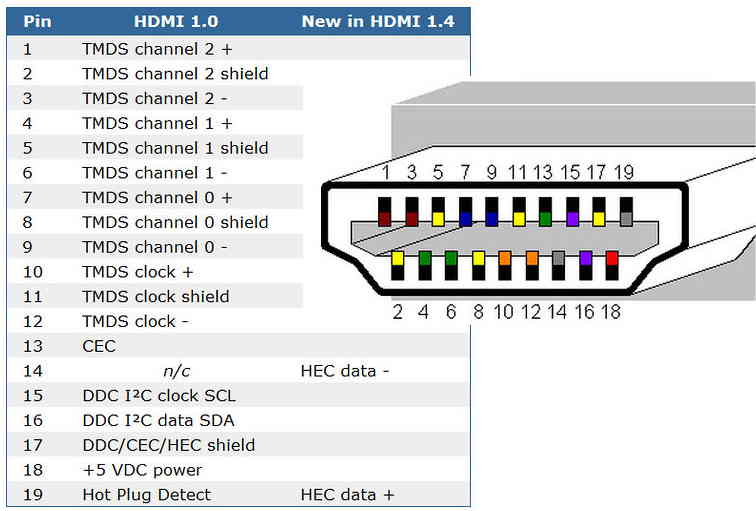 Pin HDMI 1.0 New in HDMI 1.4
1 TMDS channel 2 +
2 TMDS channel 2 shield
3 TMDS channel 2 -
4 TMDS channel 1 +
5 TMDS channel 1 shield
6 TMDS channel 1 -
7 TMDS channel 0 +
8 TMDS channel 0 shield
9 TMDS channel 0 -
10 TMDS clock +
11 TMDS clock shield
12 TMDS clock -
13 CEC
14 n/c HEC data -
15 DDC I²C clock SCL
16 DDC I²C data SDA
17 DDC/CEC/HEC shield
18 +5 VDC power
19 Hot Plug Detect HEC data +
1 3 5 7 9 11 13 15 17 19
2 4 6 8 10 12 14 16 18